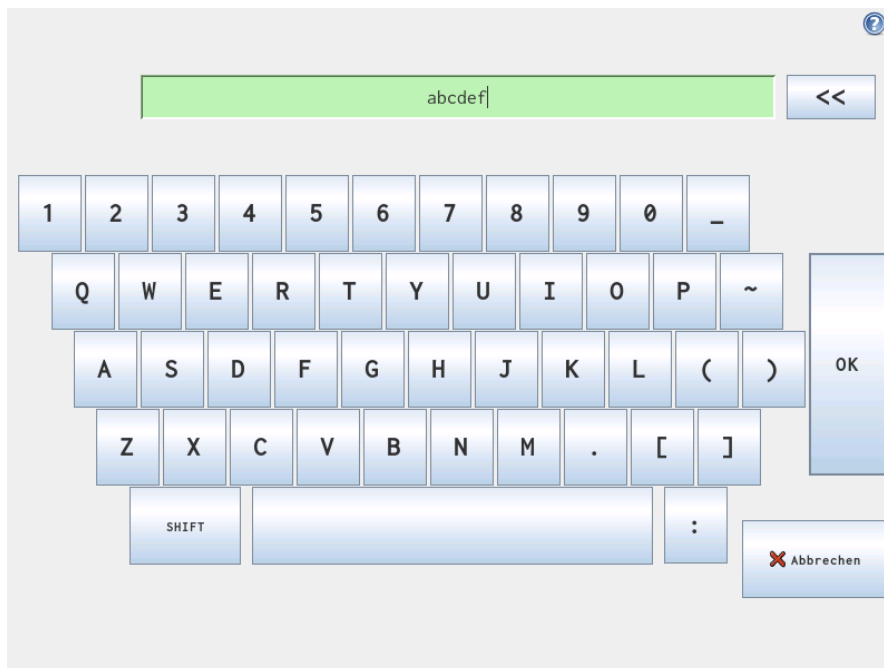 ?
abcdef
<<
1 2 3 4 5 6 7 8 9 0 _
Q W E R T Y U I O P ~
A S D F G H J K L ( )
OK
Z X C V B N M . [ ]
SHIFT :
Abbrechen